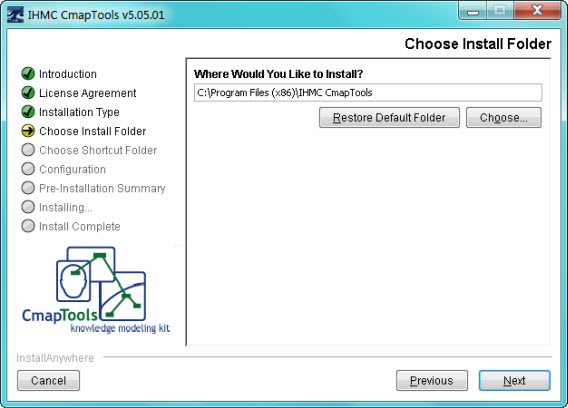 IHMC CmapTools v5.05.01
Choose Install Folder
Introduction
License Agreement
Installation Type
Choose Install Folder
Choose Shortcut Folder
Configuration
Pre-Installation Summary
Installing...
Install Complete
Where Would You Like to Install?
C:\Program Files (x86)\IHMC CmapTools
Restore Default Folder
Choose...
CmapTools
knowledge modeling kit
InstallAnywhere
Cancel
Previous
Next